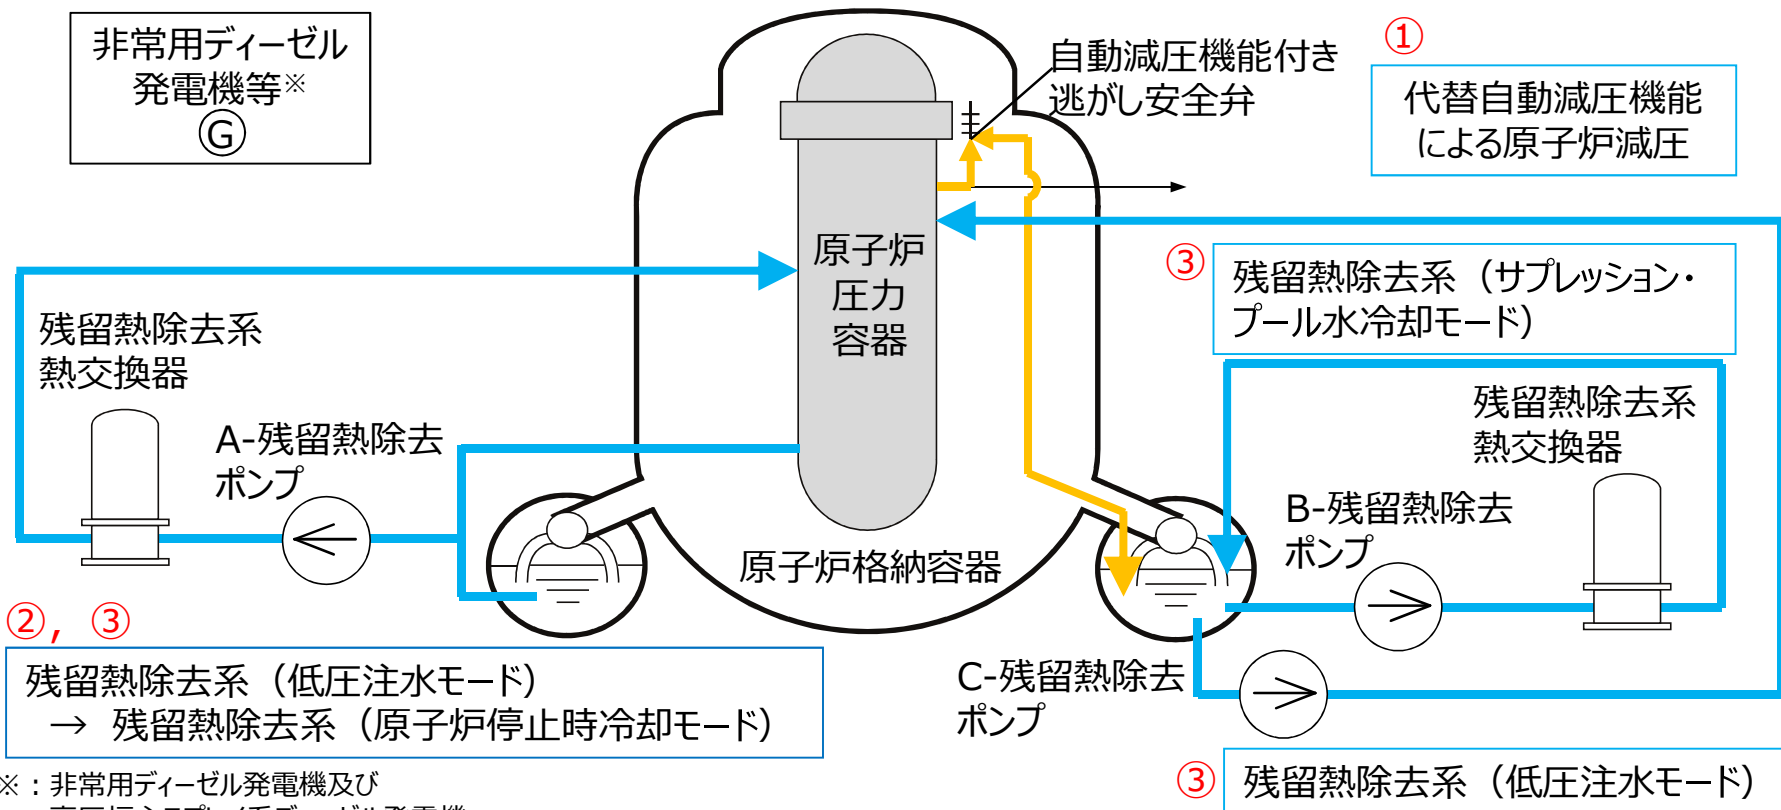 非常用ディーゼル
発電機等※
G
自動減圧機能付き
逃がし安全弁
①
代替自動減圧機能
による原子炉減圧
原子炉
圧力
容器
③
残留熱除去系（サプレッション・
プール水冷却モード）
残留熱除去系
熱交換器
A-残留熱除去
ポンプ
残留熱除去系
熱交換器
B-残留熱除去
ポンプ
原子炉格納容器
②，③
残留熱除去系（低圧注水モード）
→ 残留熱除去系（原子炉停止時冷却モード）
C-残留熱除去
ポンプ
③
残留熱除去系（低圧注水モード）
※：非常用ディーゼル発電機及び